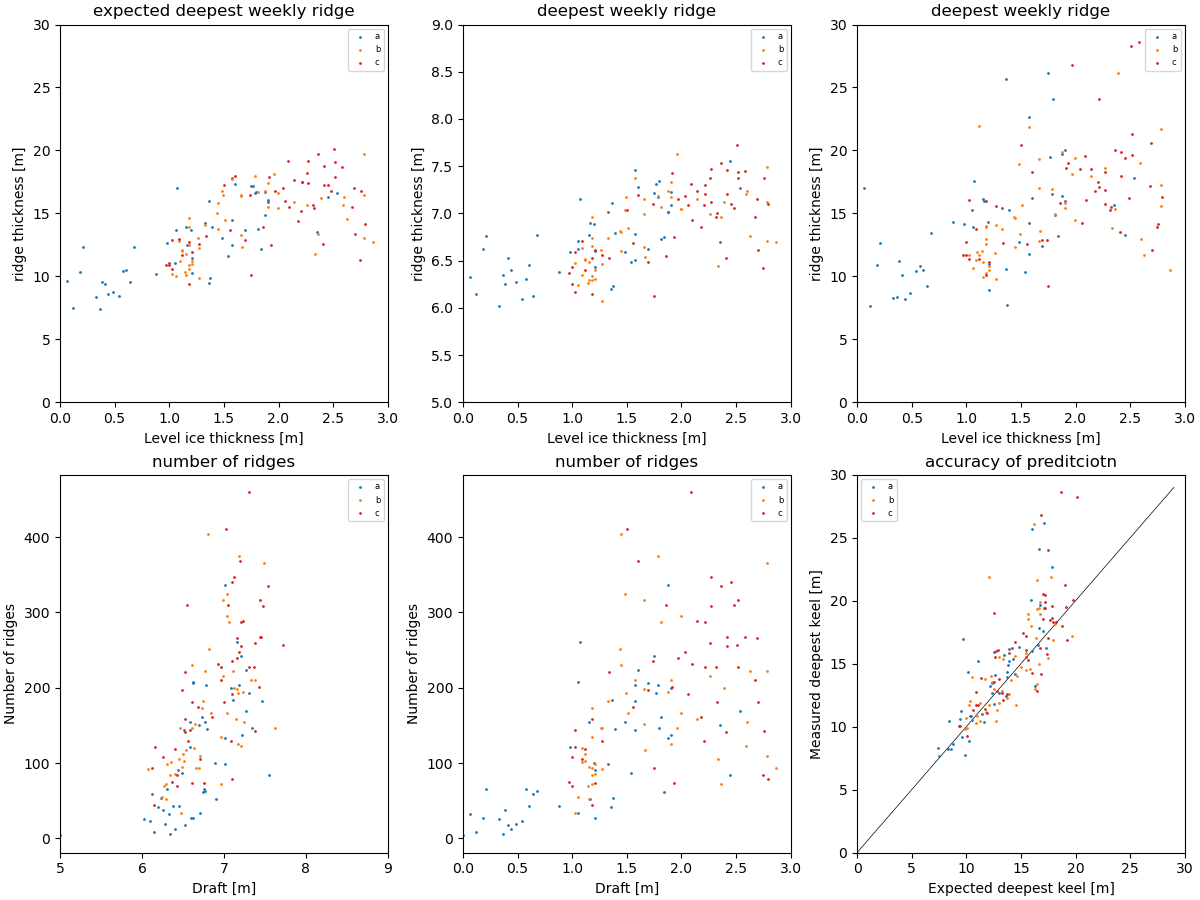 expected deepest weekly ridge
deepest weekly ridge
deepest weekly ridge
30
25
20
15
10
5
0
ridge thickness [m]
0.0 0.5 1.0 1.5 2.0 2.5 3.0
Level ice thickness [m]
a
b
c
9.0
8.5
8.0
7.5
7.0
6.5
6.0
5.5
5.0
ridge thickness [m]
0.0 0.5 1.0 1.5 2.0 2.5 3.0
Level ice thickness [m]
a
b
c
30
25
20
15
10
5
0
ridge thickness [m]
0.0 0.5 1.0 1.5 2.0 2.5 3.0
Level ice thickness [m]
a
b
c
number of ridges
number of ridges
accuracy of preditciotn
400
300
200
100
0
Number of ridges
5 6 7 8 9
Draft [m]
a
b
c
400
300
200
100
0
Number of ridges
0.0 0.5 1.0 1.5 2.0 2.5 3.0
Draft [m]
a
b
c
30
25
20
15
10
5
0
Measured deepest keel [m]
0 5 10 15 20 25 30
Expected deepest keel [m]
a
b
c